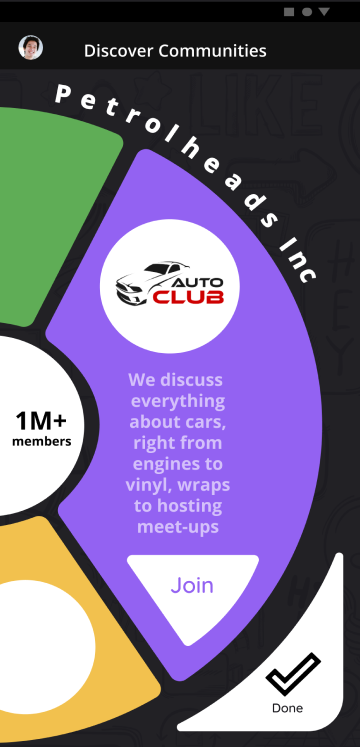 Discover Communities
Petrolheads Inc
LIKE
AUTO
CLUB
We discuss
everything
about cars,
right from
engines to
vinyl, wraps
to hosting
meet-ups
1M+
members
Join
Done